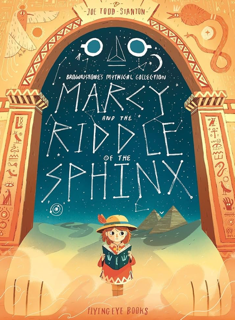 JOE TODD-STANTON
BROWNSTONE'S MYTHICAL COLLECTION
MARCY
AND THE
RIDDLE
OF THE
SPHINX
FLYING EYE BOOKS